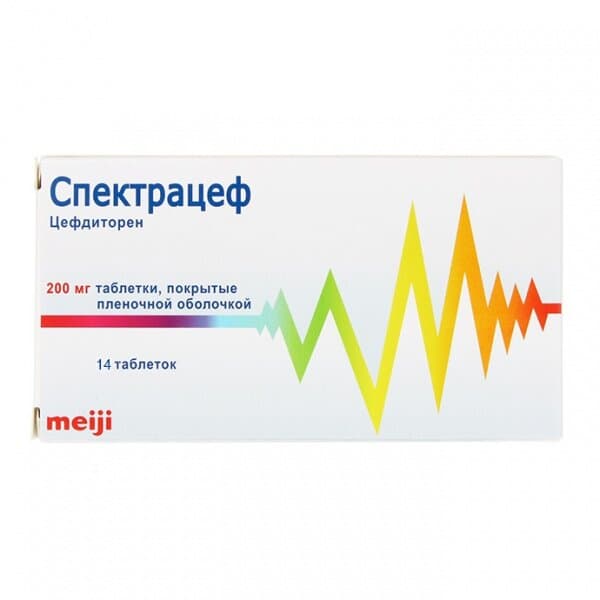 Спектрацеф
Цефдиторен
200 мг таблетки, покрытые
пленочной оболочкой
14 таблеток
meiji